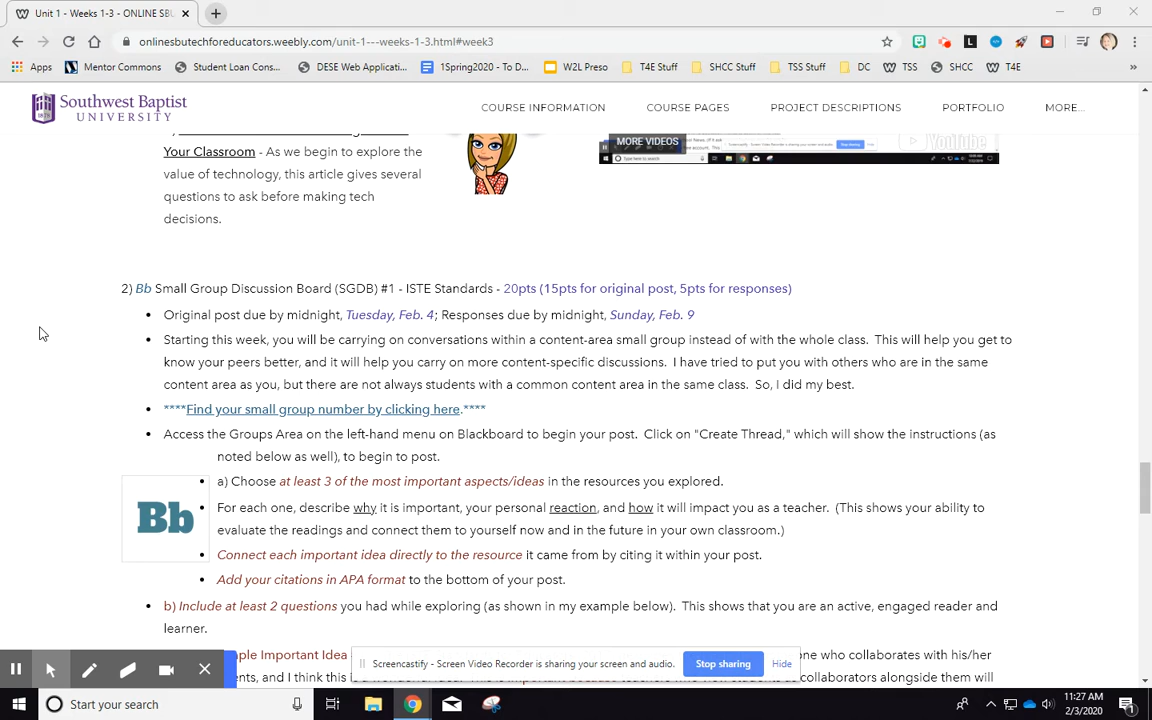 Unit 1 - Weeks 1-3 - ONLINE SBU
onlinesbutechforeducators.weebly.com/unit-1---weeks-1-3.html#week3
Apps Mentor Commons Student Loan Cons... DESE Web Applicati... 1Spring2020 - To D... W2L Preso T4E Stuff SHCC Stuff TSS Stuff DC TSS SHCC T4E »
Southwest Baptist
UNIVERSITY
COURSE INFORMATION COURSE PAGES PROJECT DESCRIPTIONS PORTFOLIO MORE...
Your Classroom - As we begin to explore the
value of technology, this article gives several
questions to ask before making tech
decisions.
MORE VIDEOS
YouTube
2) Bb Small Group Discussion Board (SGDB) #1 - ISTE Standards - 20pts (15pts for original post, 5pts for responses)
• Original post due by midnight, Tuesday, Feb. 4; Responses due by midnight, Sunday, Feb. 9
• Starting this week, you will be carrying on conversations within a content-area small group instead of with the whole class. This will help you get to
know your peers better, and it will help you carry on more content-specific discussions. I have tried to put you with others who are in the same
content area as you, but there are not always students with a common content area in the same class. So, I did my best.
• ****Find your small group number by clicking here.****
• Access the Groups Area on the left-hand menu on Blackboard to begin your post. Click on "Create Thread," which will show the instructions (as
noted below as well), to begin to post.
Bb
• a) Choose at least 3 of the most important aspects/ideas in the resources you explored.
• For each one, describe why it is important, your personal reaction, and how it will impact you as a teacher. (This shows your ability to
evaluate the readings and connect them to yourself now and in the future in your own classroom.)
• Connect each important idea directly to the resource it came from by citing it within your post.
• Add your citations in APA format to the bottom of your post.
• b) Include at least 2 questions you had while exploring (as shown in my example below). This shows that you are an active, engaged reader and
learner.
ple Important Idea one who collaborates with his/her
ents, and I think this collaborators alongside them will
Screencastify - Screen Video Recorder is sharing your screen and audio. Stop sharing Hide
Start your search
11:27 AM
2/3/2020